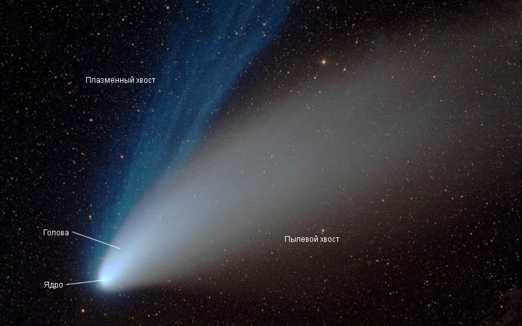 Плазменный хвост
Голова
Пылевой хвост
Ядро